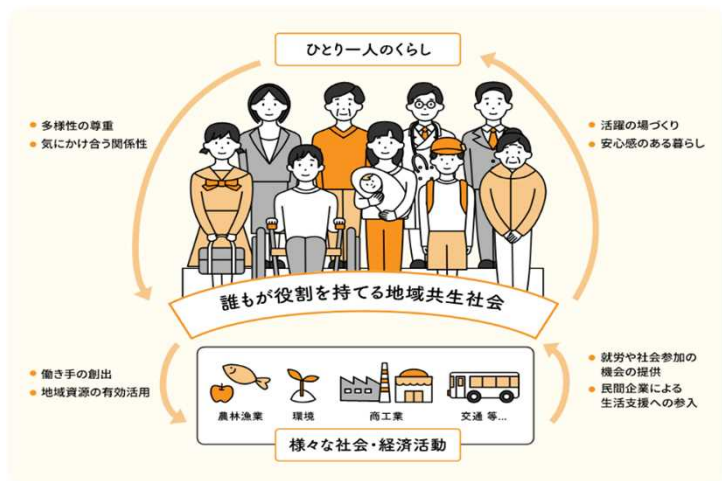 ひとり一人のくらし
多様性の尊重
気にかけ合う関係性
活躍の場づくり
安心感のある暮らし
誰もが役割を持てる地域共生社会
働き手の創出
地域資源の有効活用
就労や社会参加の
機会の提供
民間企業による
生活支援への参入
農林漁業 環境 商工業 交通 等...
様々な社会・経済活動